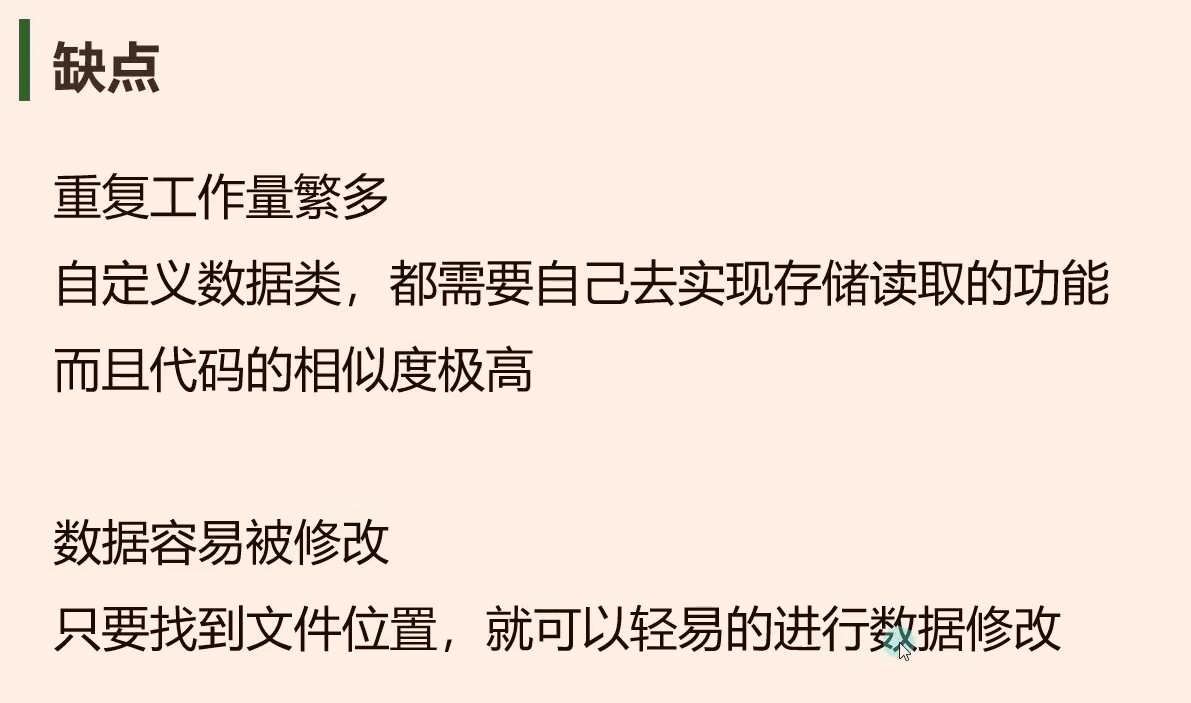 缺点
重复工作量繁多
自定义数据类，都需要自己去实现存储读取的功能
而且代码的相似度极高
数据容易被修改
只要找到文件位置，就可以轻易的进行数据修改